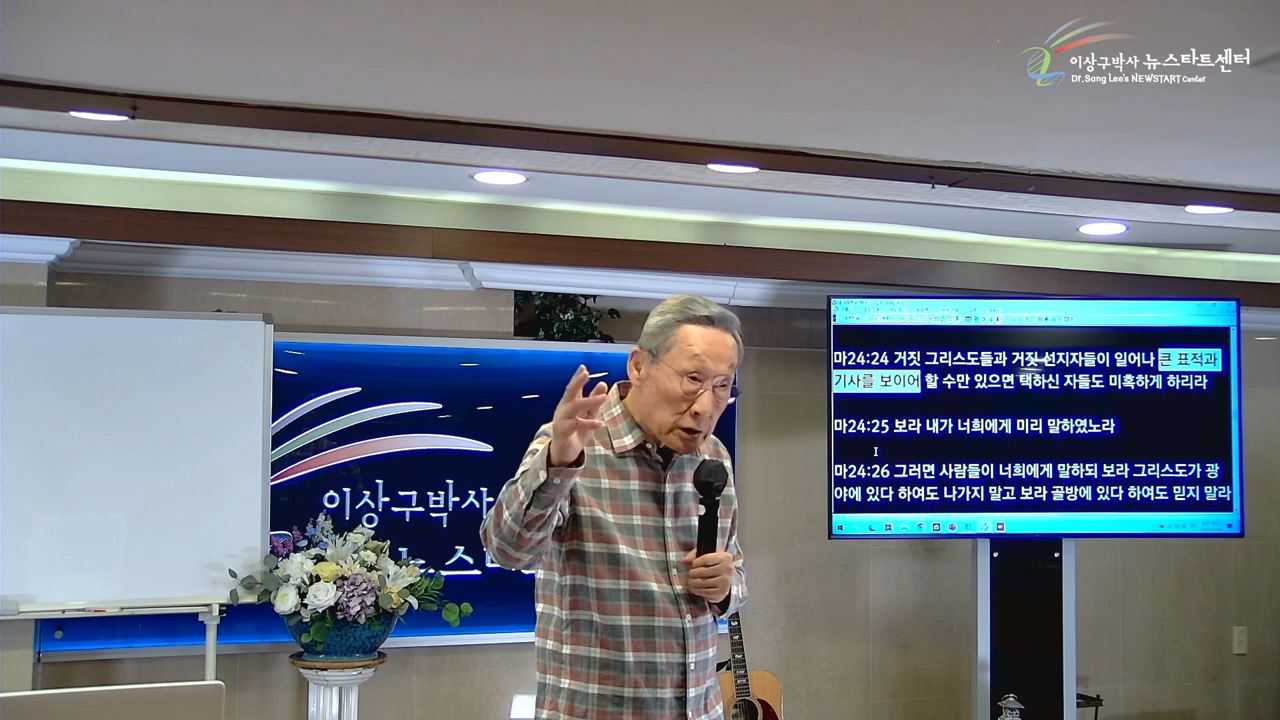 이상구박사 뉴스타트센터
Dr. Sang Lee's NEWSTART Center
마24:24 거짓 그리스도들과 거짓 선지자들이 일어나 큰 표적과
기사를 보이어 할 수만 있으면 택하신 자들도 미혹하게 하리라
마24:25 보라 내가 너희에게 미리 말하였노라
마24:26 그러면 사람들이 너희에게 말하되 보라 그리스도가 광
야에 있다 하여도 나가지 말고 보라 골방에 있다 하여도 믿지 말라
이상구박사
뉴스타